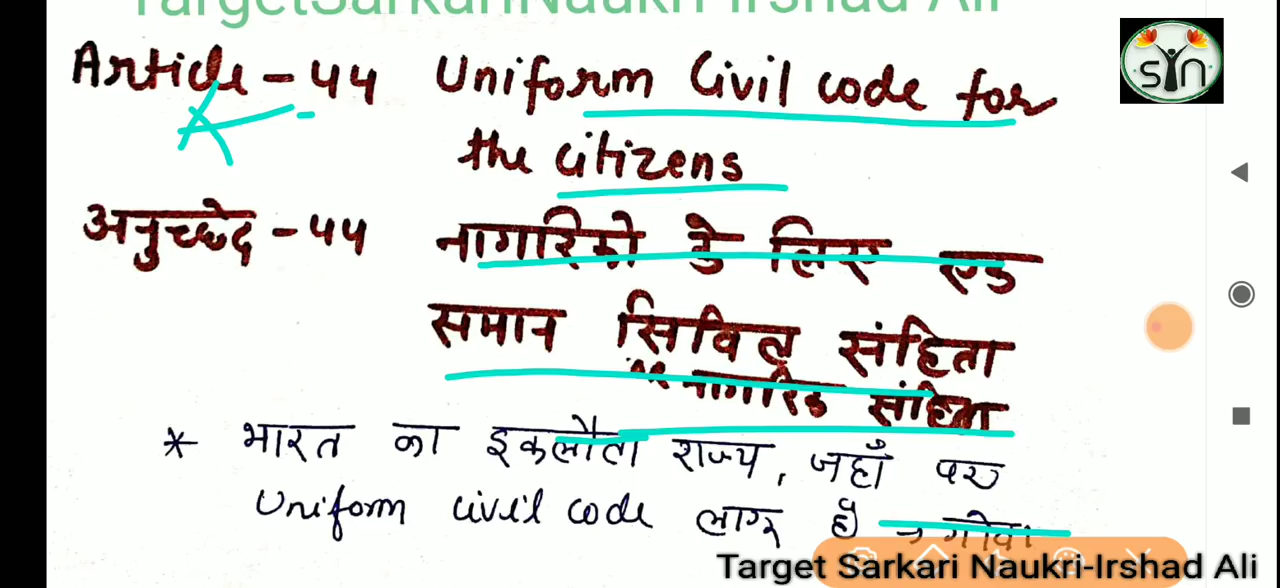 TargetSarkariNaukri-Irshad Ali
SYN
Article - 44 Uniform Civil code for
the citizens
अनुच्छेद - 44 नागरिको के लिए एक
समान सिविल संहिता
नागरिक संहिता
* भारत का इकलौता राज्य, जहाँ पर
Uniform civil code लागू है → गोवा
Target Sarkari Naukri-Irshad Ali